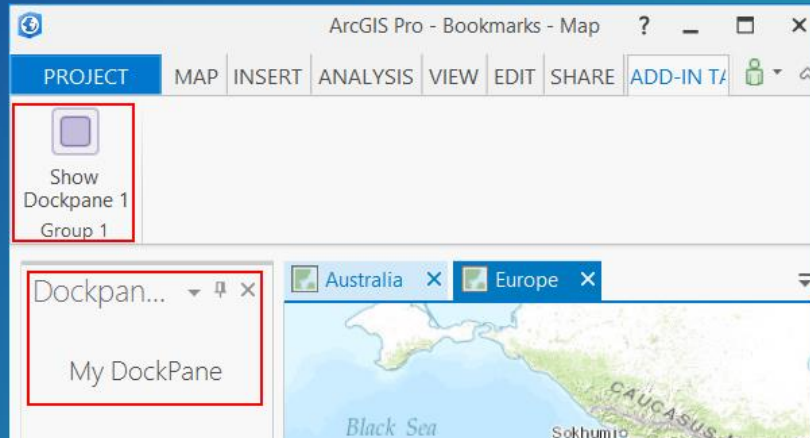 ArcGIS Pro - Bookmarks - Map ?
PROJECT MAP INSERT ANALYSIS VIEW EDIT SHARE ADD-IN TA
Show
Dockpane 1
Group 1
Dockpan...
My DockPane
Australia Europe
CAUCASUS
Black Sea
Sokhumi